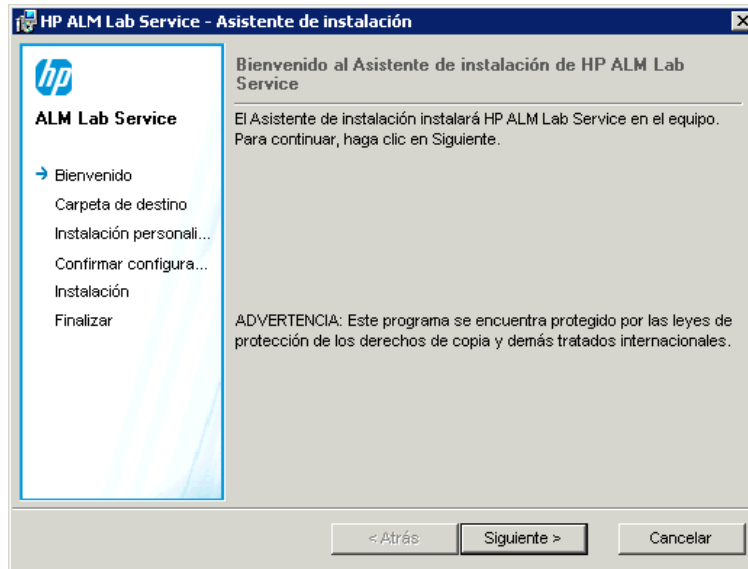 HP ALM Lab Service - Asistente de instalación
hp
ALM Lab Service
Bienvenido
Carpeta de destino
Instalación personali...
Confirmar configura...
Instalación
Finalizar
Bienvenido al Asistente de instalación de HP ALM Lab
Service
El Asistente de instalación instalará HP ALM Lab Service en el equipo.
Para continuar, haga clic en Siguiente.
ADVERTENCIA: Este programa se encuentra protegido por las leyes de
protección de los derechos de copia y demás tratados internacionales.
< Atrás
Siguiente >
Cancelar